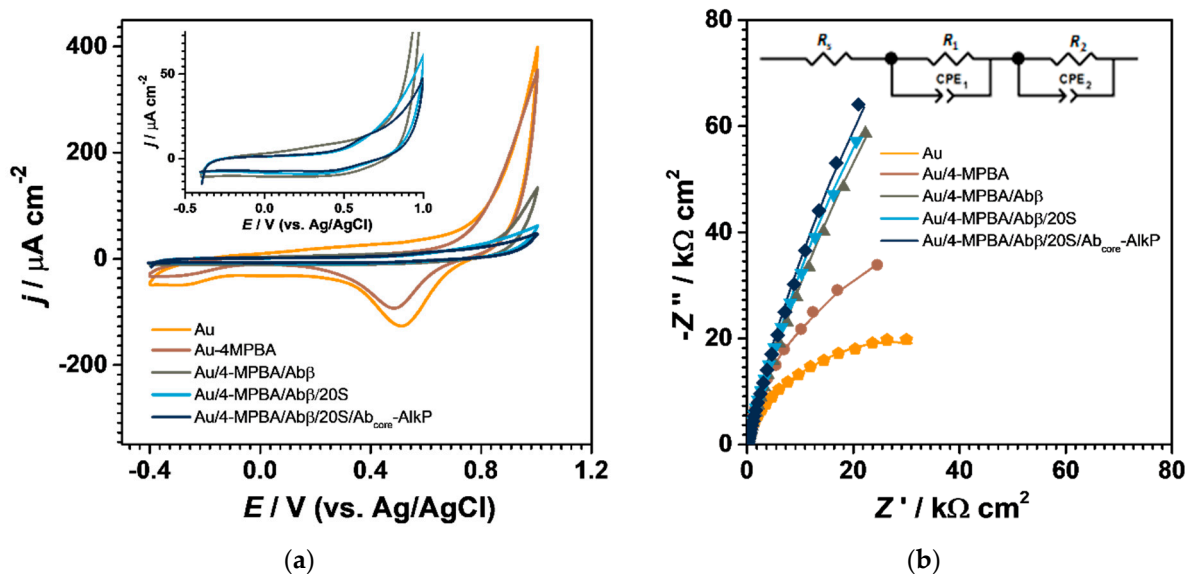 400
200
0
-200
j / µA cm-2
-0.4 0.0 0.4 0.8 1.2
E / V (vs. Ag/AgCl)
50
0
J / µA cm-2
-0.5 0.0 0.5 1.0
E / V (vs. Ag/AgCl)
Au
Au-4MPBA
Au/4-MPBA/Abβ
Au/4-MPBA/Abβ/20S
Au/4-MPBA/Abβ/20S/Abcore-AlkP
(a)
80
60
40
20
0
-Z'' / kΩ cm2
0 20 40 60 80
Z' / kΩ cm2
Rs R1 R2
CPE1 CPE2
Au
Au/4-MPBA
Au/4-MPBA/Abβ
Au/4-MPBA/Abβ/20S
Au/4-MPBA/Abβ/20S/Abcore-AlkP
(b)